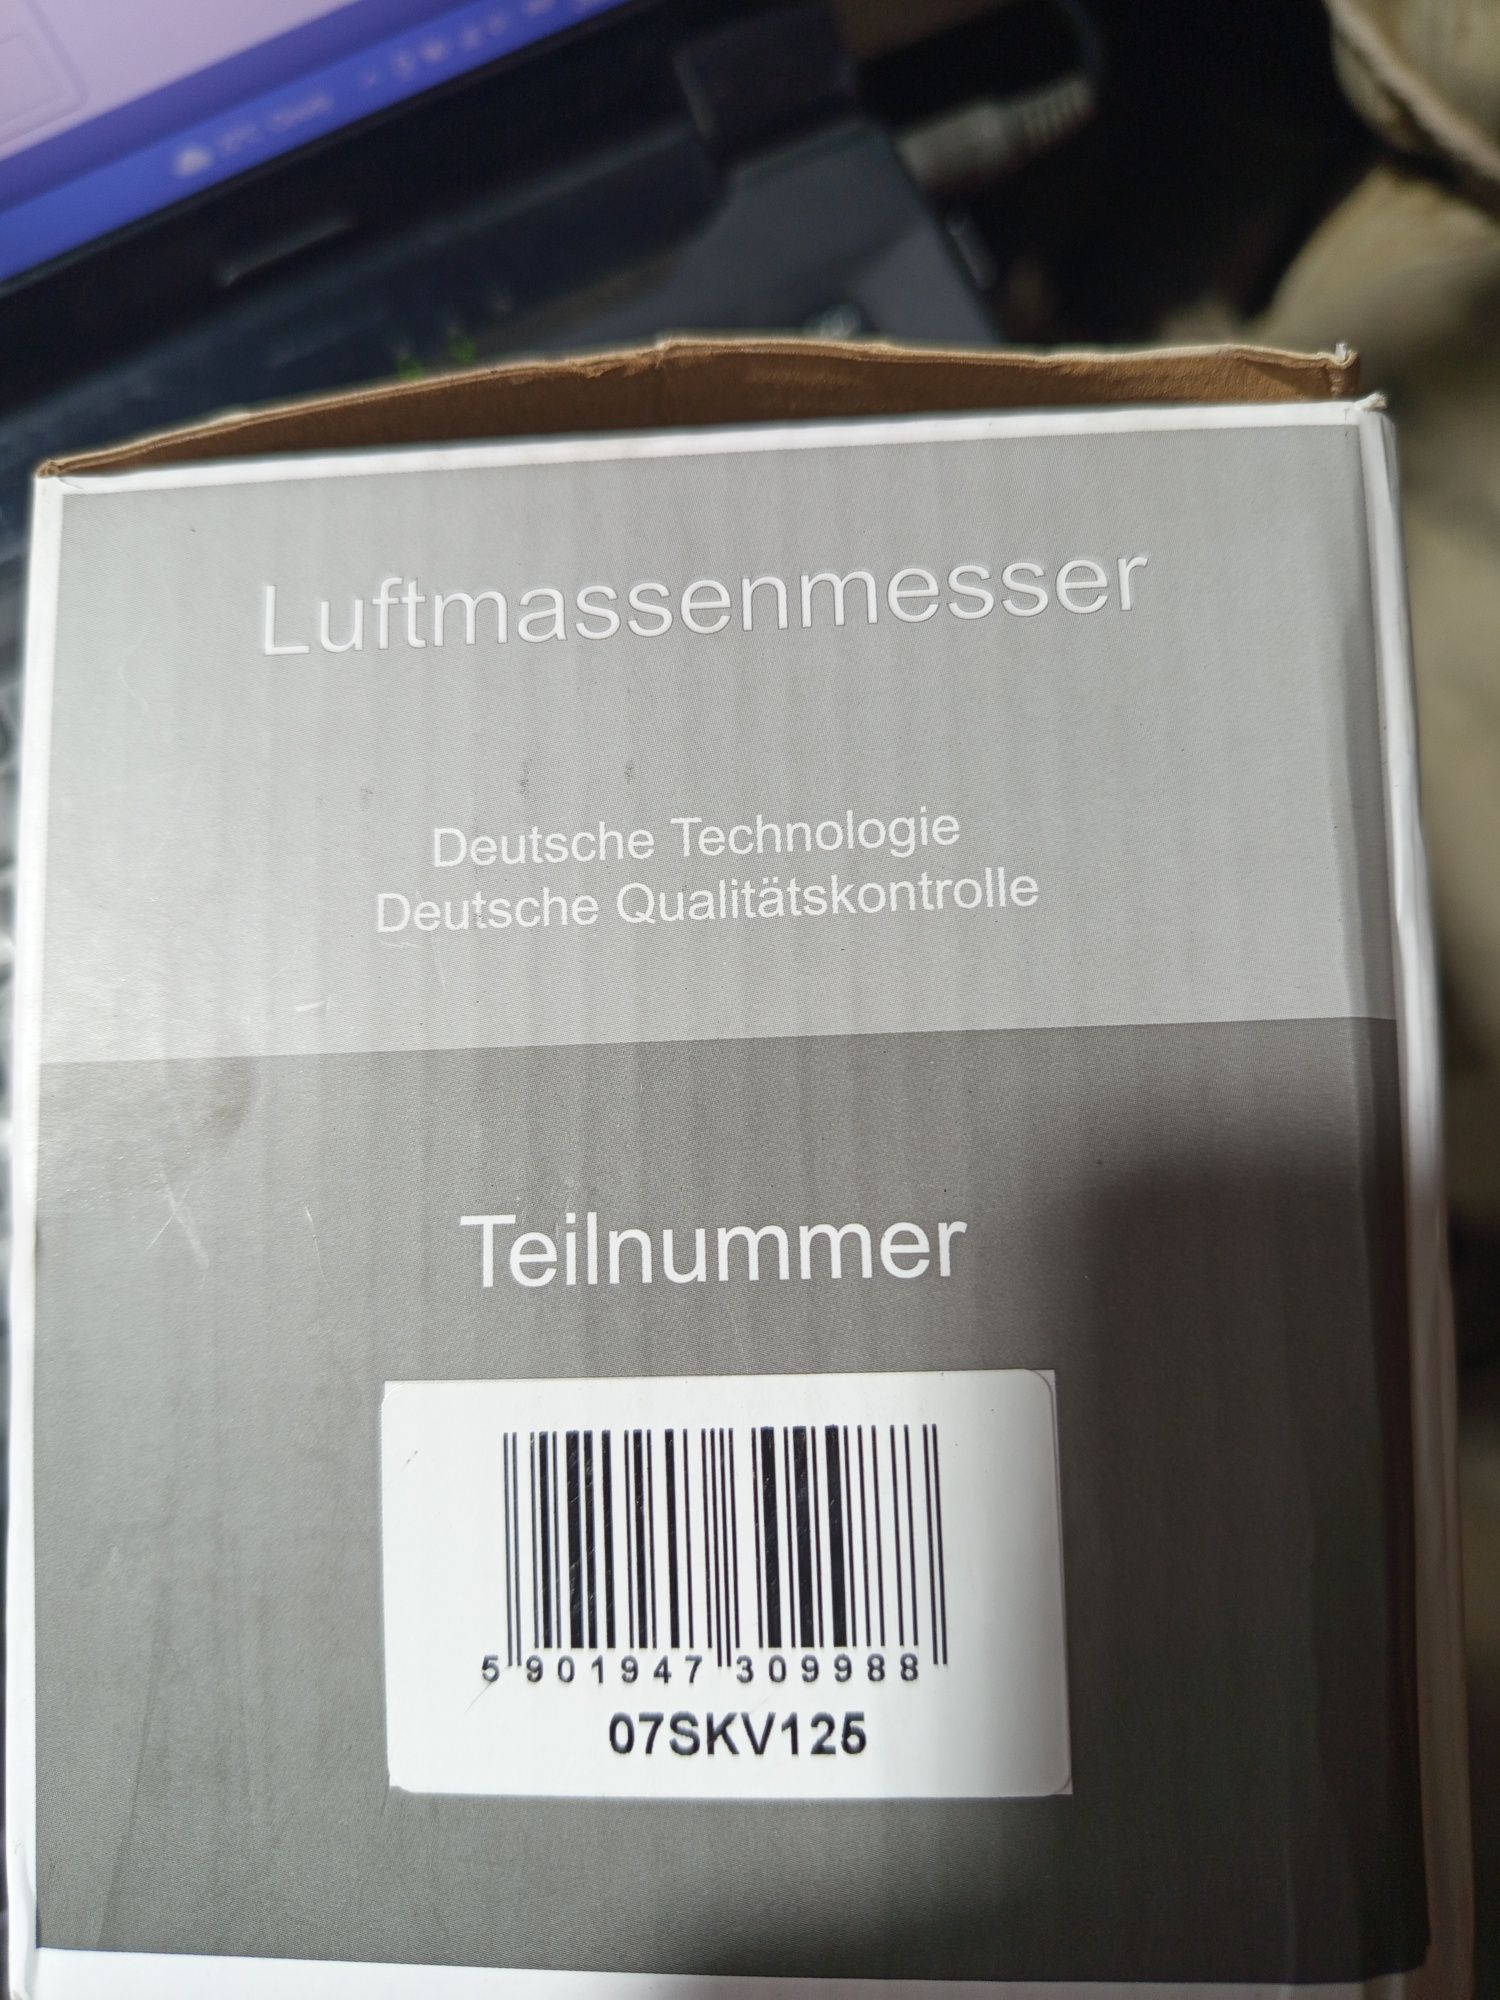 Luftmassenmesser
Deutsche Technologie
Deutsche Qualitätskontrolle
Teilnummer
5 901947 309988
07SKV125